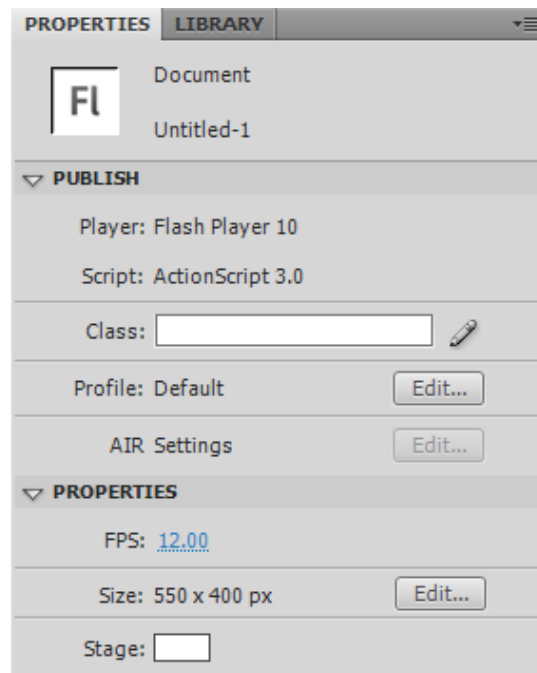 PROPERTIES LIBRARY
Fl
Document
Untitled-1
PUBLISH
Player: Flash Player 10
Script: ActionScript 3.0
Class:
Profile: Default Edit...
AIR Settings Edit...
PROPERTIES
FPS: 12.00
Size: 550 x 400 px Edit...
Stage: